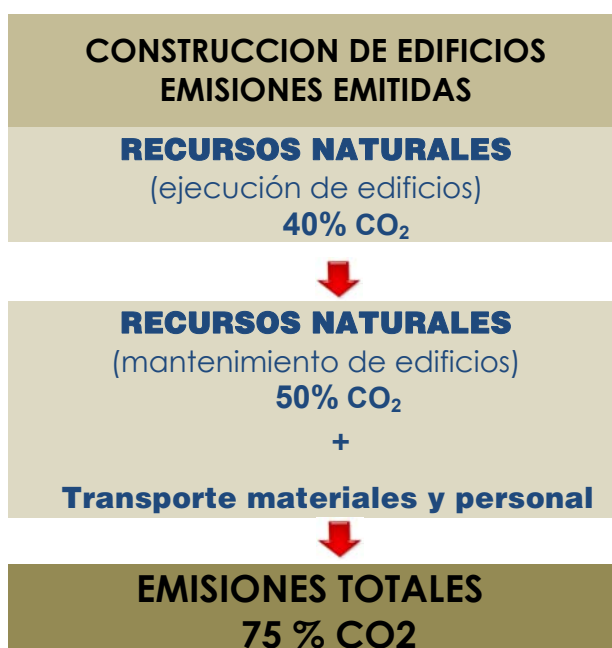 CONSTRUCCION DE EDIFICIOS
EMISIONES EMITIDAS
RECURSOS NATURALES
(ejecución de edificios)
40% CO₂
RECURSOS NATURALES
(mantenimiento de edificios)
50% CO₂
+
Transporte materiales y personal
EMISIONES TOTALES
75 % CO2